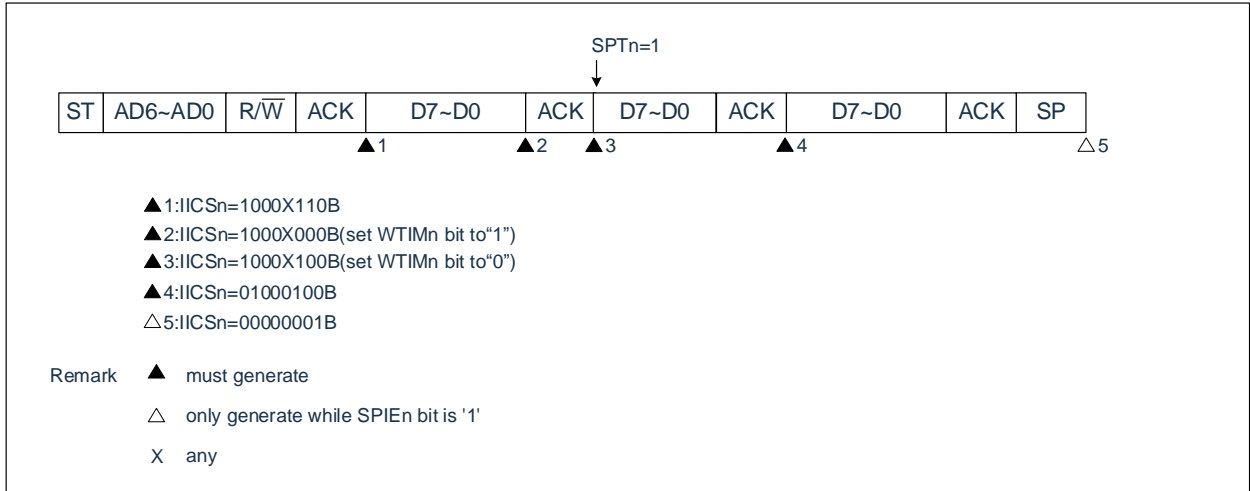 SPTn=1
ST AD6~AD0 R/W̅ ACK D7~D0 ACK D7~D0 ACK D7~D0 ACK SP
▲1 ▲2 ▲3 ▲4 △5
▲1:IICSn=1000X110B
▲2:IICSn=1000X000B(set WTIMn bit to“1”)
▲3:IICSn=1000X100B(set WTIMn bit to“0”)
▲4:IICSn=01000100B
△5:IICSn=00000001B
Remark ▲ must generate
△ only generate while SPIEn bit is '1'
X any